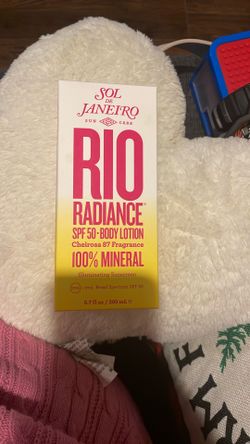 SOL
DE
JANEIRO
SUN CARE
RIO
RADIANCE
SPF 50 - BODY LOTION
Cheirosa 87 Fragrance
100% MINERAL
Illuminating Sunscreen
Broad Spectrum SPF 50
6.7 fl oz / 200 mL ℮